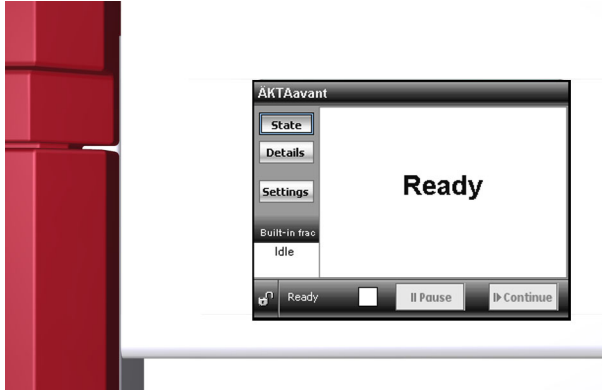 ÄKTAavant
State
Details
Settings
Ready
Built-in frac
Idle
Ready
II Pause
I▷ Continue